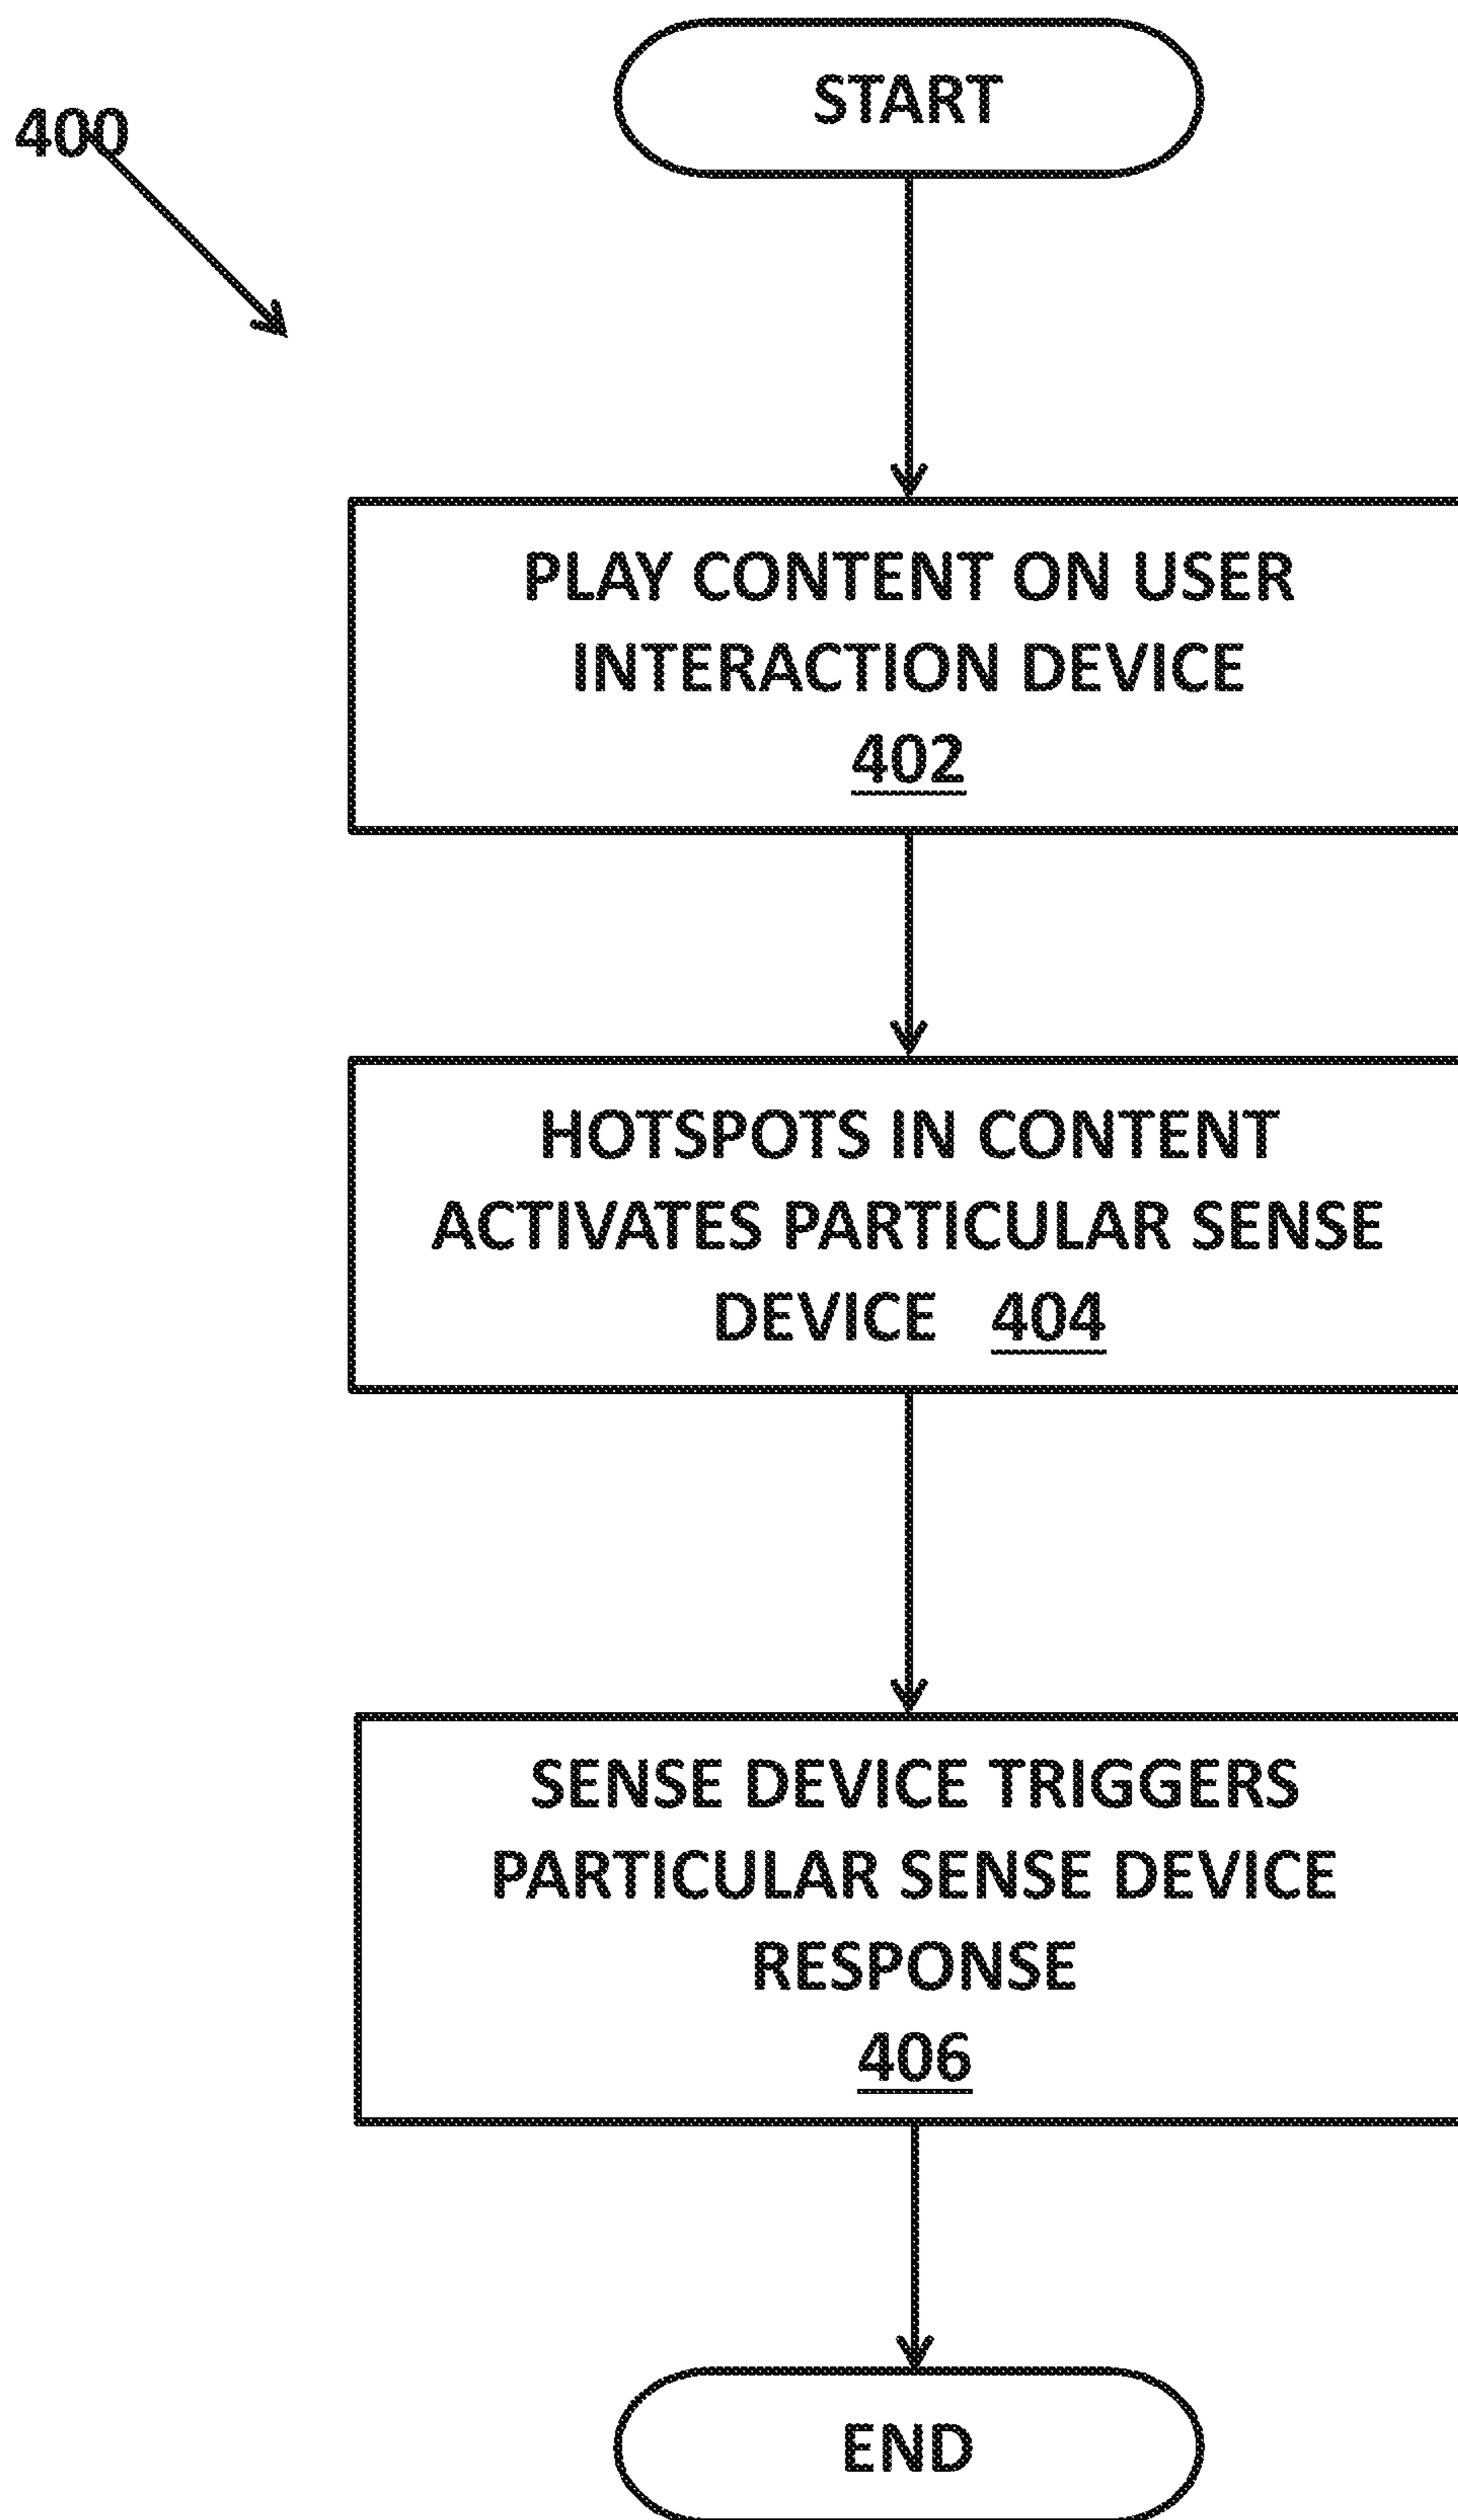 START
400
PLAY CONTENT ON USER
INTERACTION DEVICE
402
HOTSPOTS IN CONTENT
ACTIVATES PARTICULAR SENSE
DEVICE 404
SENSE DEVICE TRIGGERS
PARTICULAR SENSE DEVICE
RESPONSE
406
END